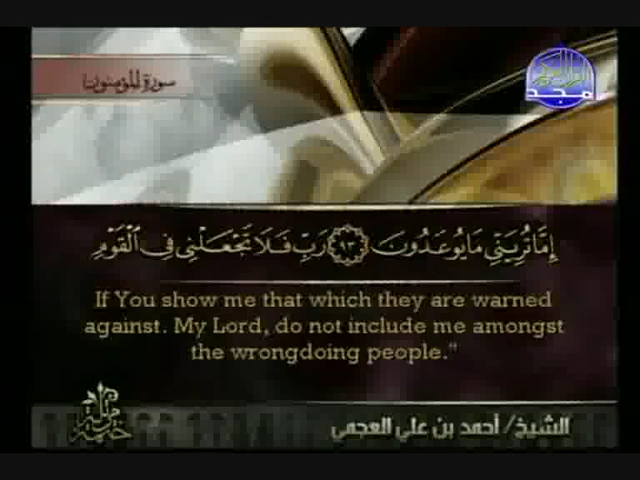 سورة المؤمنون
مجد
إِمَّا تُرِيَنِّي مَا يُوعَدُونَ ﴿٩٣﴾ رَبِّ فَلَا تَجْعَلْنِي فِي الْقَوْمِ
If You show me that which they are warned
against. My Lord, do not include me amongst
the wrongdoing people."
الشيخ/ أحمد بن علي العجمي